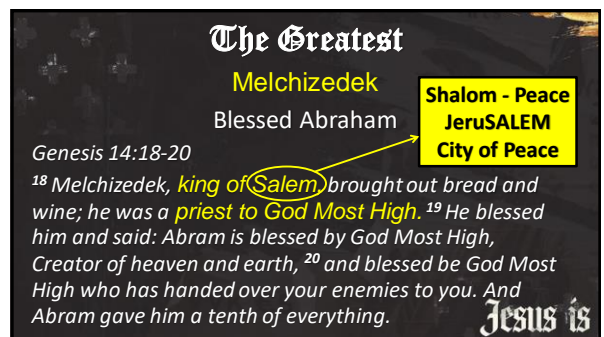 The Greatest
Melchizedek
Blessed Abraham
Shalom - Peace
JeruSALEM
City of Peace
Genesis 14:18-20
18 Melchizedek, king of Salem, brought out bread and
wine; he was a priest to God Most High. 19 He blessed
him and said: Abram is blessed by God Most High,
Creator of heaven and earth, 20 and blessed be God Most
High who has handed over your enemies to you. And
Abram gave him a tenth of everything.
Jesus is